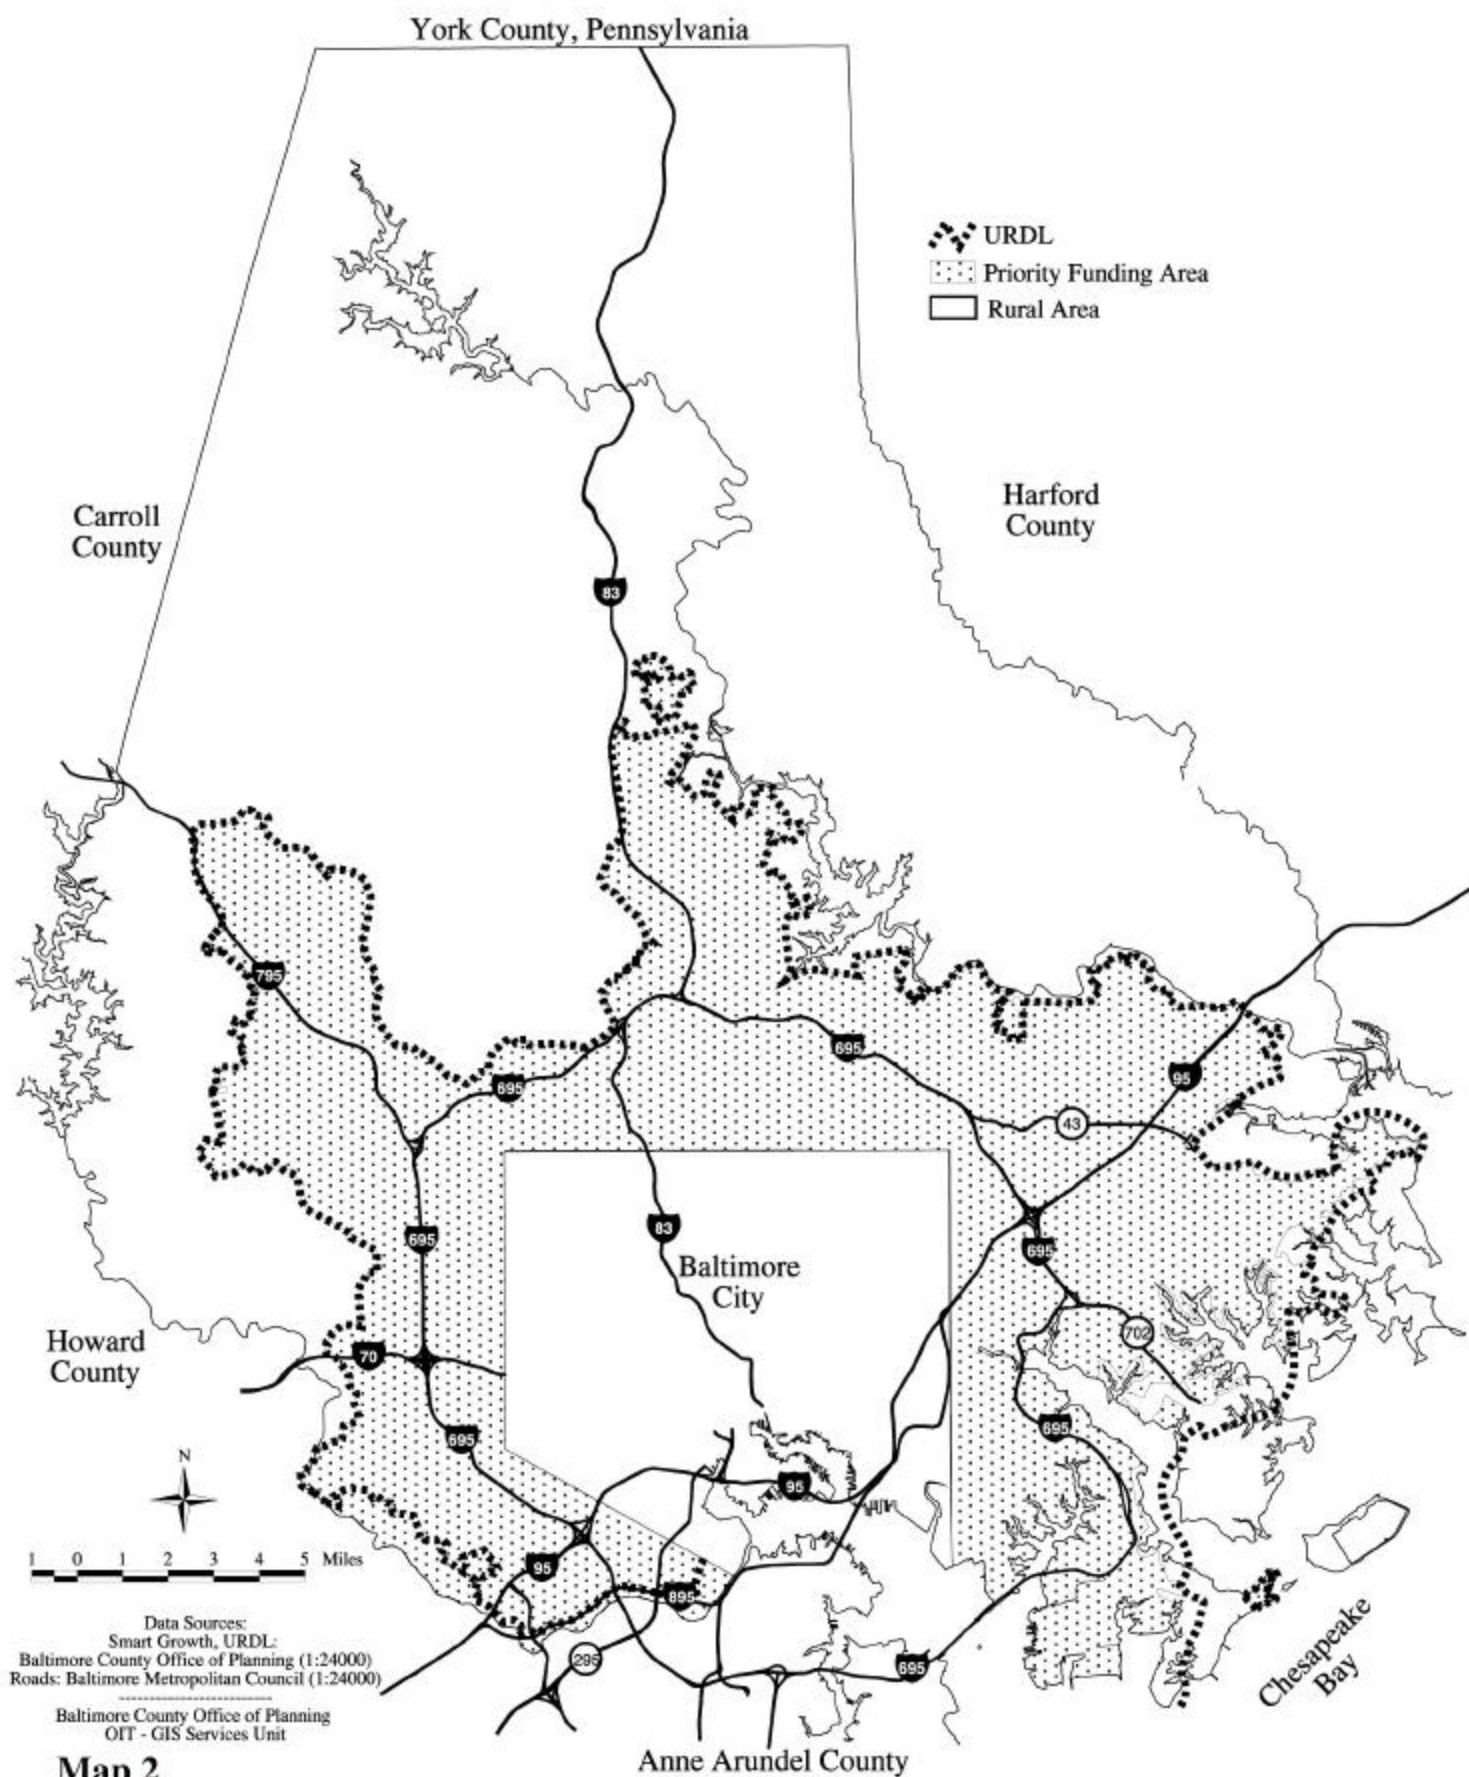 York County, Pennsylvania
URDL
Priority Funding Area
Rural Area
Carroll
County
Harford
County
83
795
695
695
95
43
695
83
695
Baltimore
City
702
Howard
County
70
695
695
95
N
1 0 1 2 3 4 5 Miles
95
895
Data Sources:
Smart Growth, URDL:
Baltimore County Office of Planning (1:24000)
Roads: Baltimore Metropolitan Council (1:24000)
--------------------------
Baltimore County Office of Planning
OIT - GIS Services Unit
295
695
Chesapeake
Bay
Map 2
Anne Arundel County